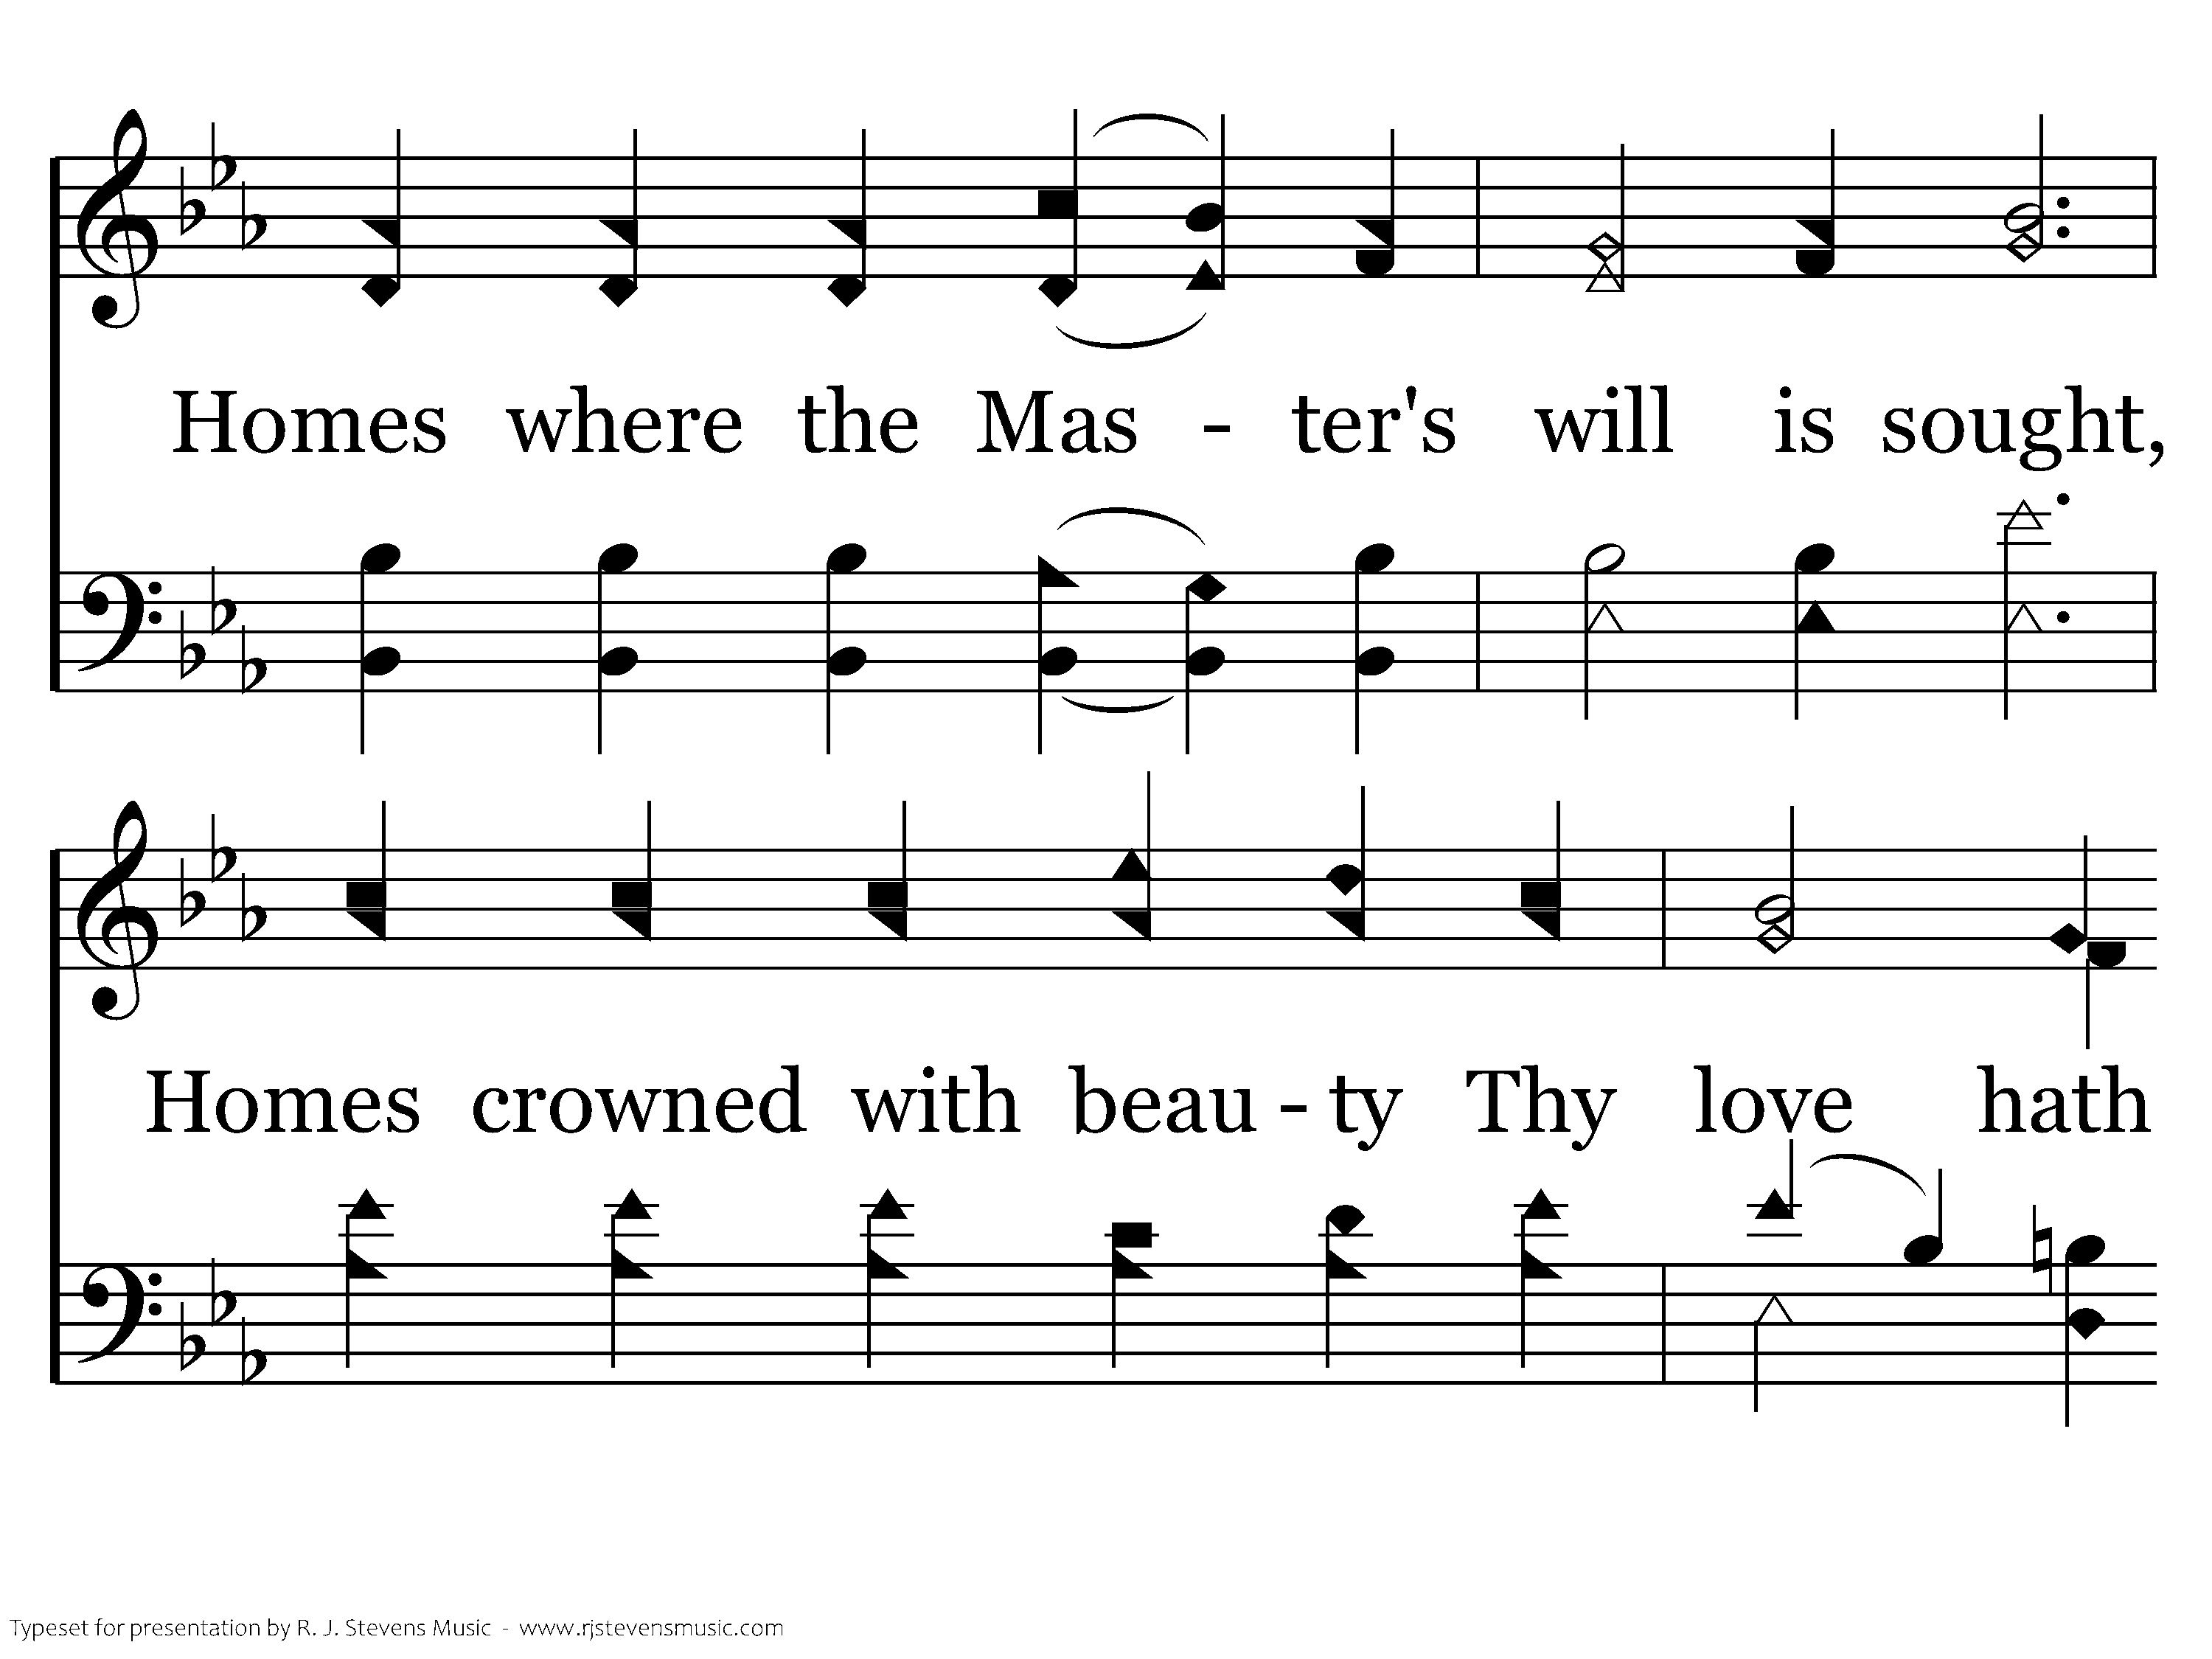 Homes where the Mas - ter's will is sought,
Homes crowned with beau - ty Thy love hath
Typeset for presentation by R. J. Stevens Music - www.rjstevensmusic.com